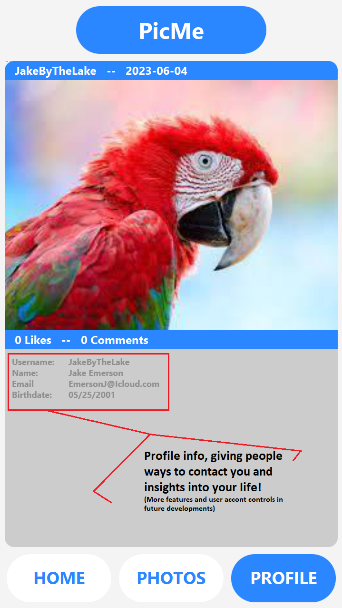 PicMe
JakeByTheLake -- 2023-06-04
0 Likes -- 0 Comments
Username: JakeByTheLake
Name: Jake Emerson
Email EmersonJ@icloud.com
Birthdate: 05/25/2001
Profile info, giving people
ways to contact you and
insights into your life!
(More features and user accont controls in
future developments)
HOME PHOTOS PROFILE